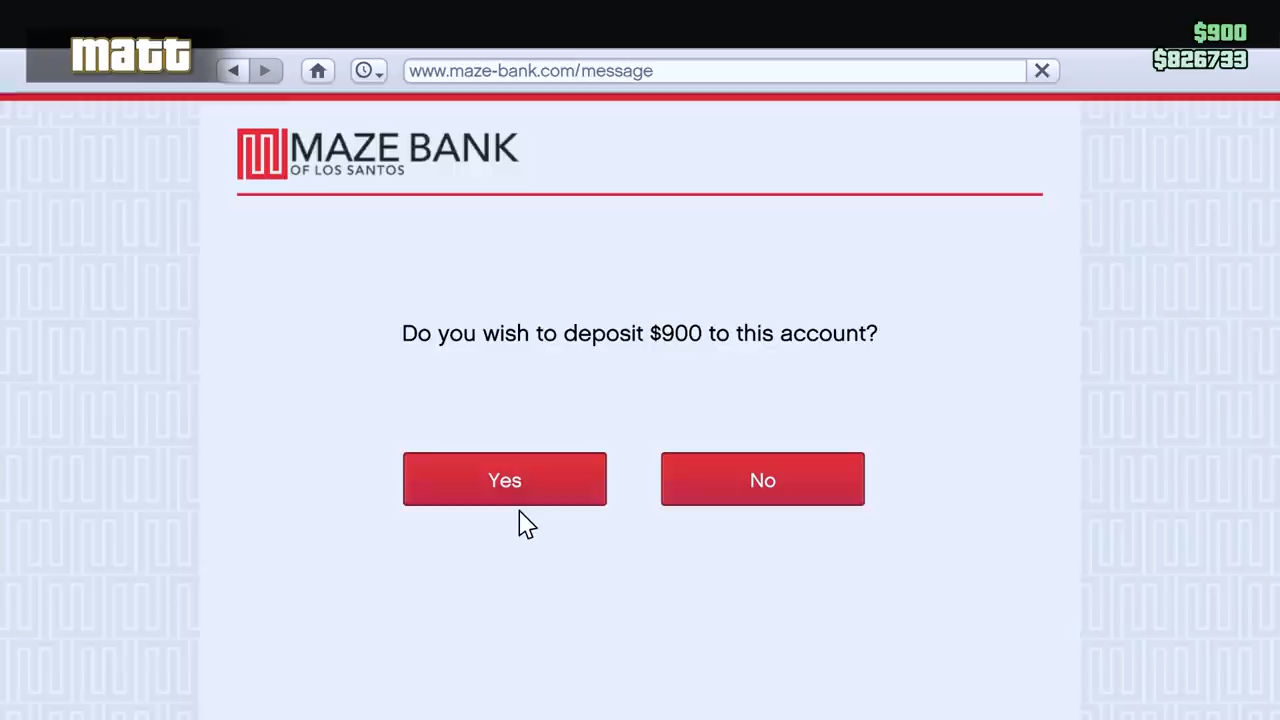 matt
$900
$826733
www.maze-bank.com/message
MAZE BANK
OF LOS SANTOS
Do you wish to deposit $900 to this account?
Yes
No